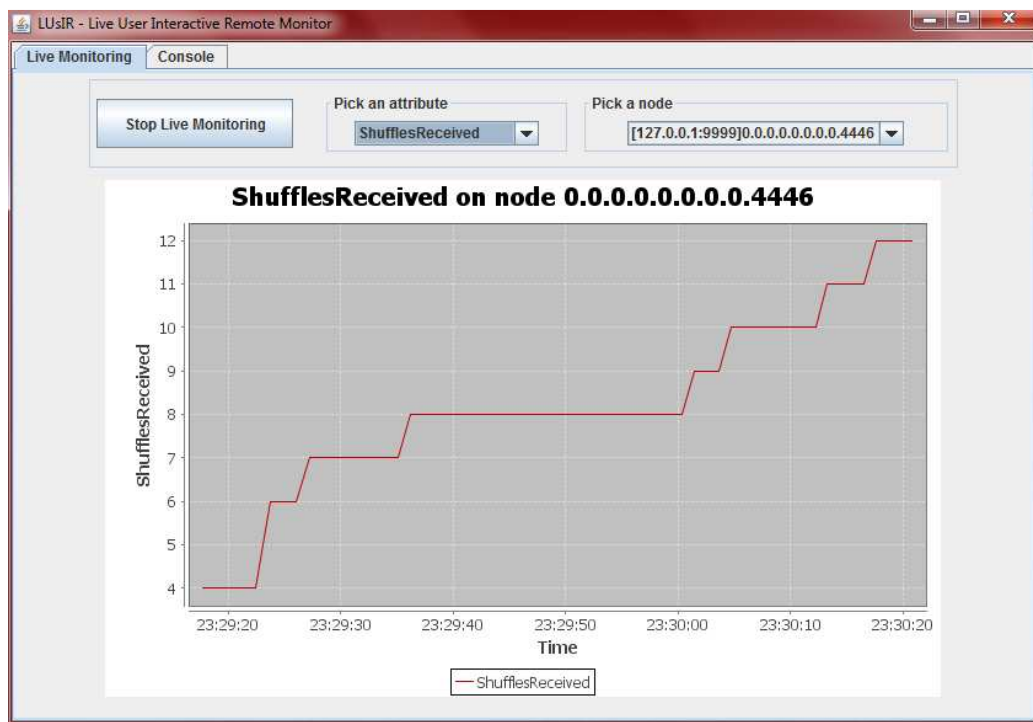 LUsIR - Live User Interactive Remote Monitor
Live Monitoring Console
Stop Live Monitoring
Pick an attribute
ShufflesReceived
Pick a node
[127.0.0.1:9999]0.0.0.0.0.0.0.0.4446
ShufflesReceived on node 0.0.0.0.0.0.0.0.4446
ShufflesReceived
12
11
10
9
8
7
6
5
4
23:29:20 23:29:30 23:29:40 23:29:50 23:30:00 23:30:10 23:30:20
Time
ShufflesReceived